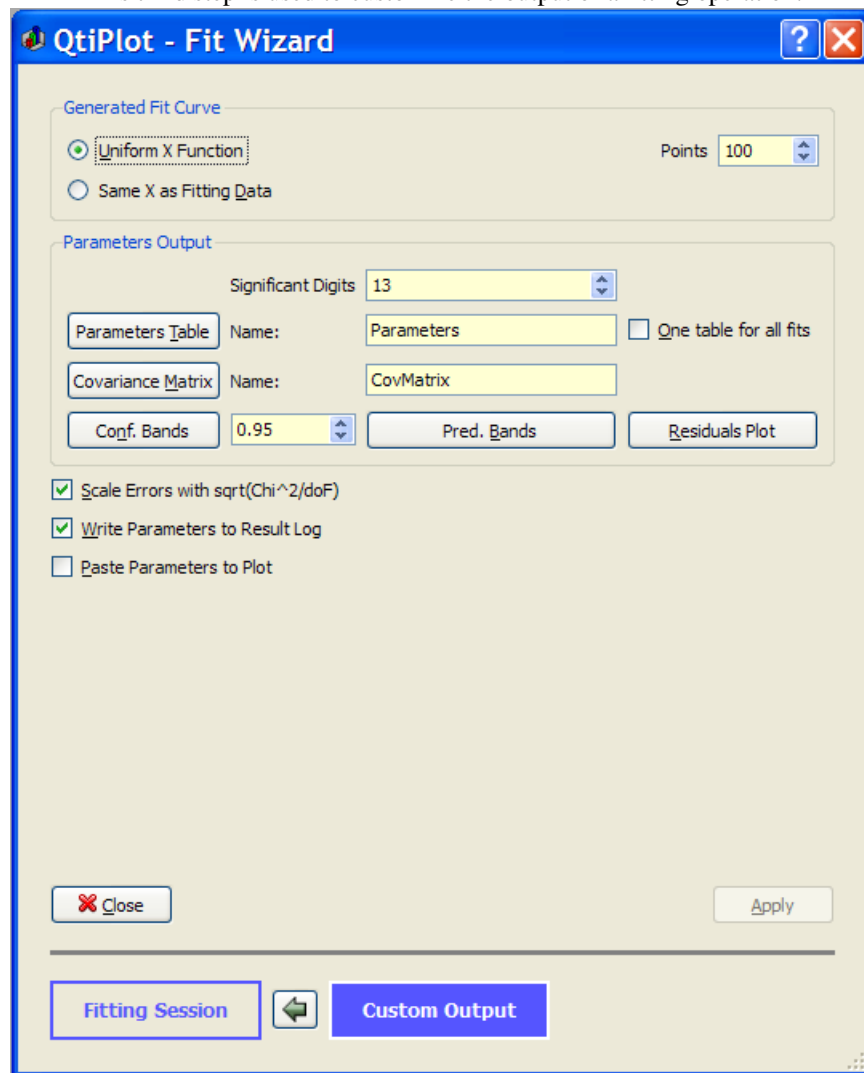 QtiPlot - Fit Wizard
Generated Fit Curve
Uniform X Function Points 100
Same X as Fitting Data
Parameters Output
Significant Digits 13
Parameters Table Name: Parameters One table for all fits
Covariance Matrix Name: CovMatrix
Conf. Bands 0.95 Pred. Bands Residuals Plot
Scale Errors with sqrt(Chi^2/doF)
Write Parameters to Result Log
Paste Parameters to Plot
Close Apply
Fitting Session Custom Output